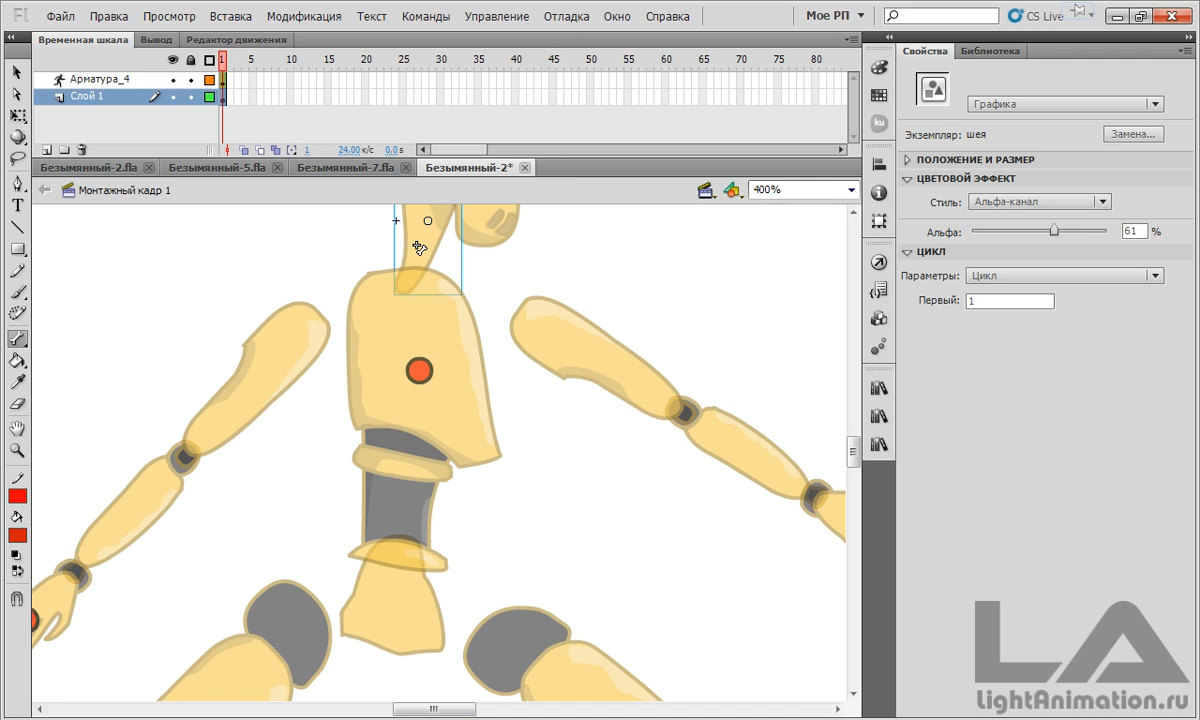 Fl Файл Правка Просмотр Вставка Модификация Текст Команды Управление Отладка Окно Справка Мое РП CS Live
Временная шкала Вывод Редактор движения
1 5 10 15 20 25 30 35 40 45 50 55 60 65 70 75 80
Арматура_4
Слой 1
1 24.00 к/с 0.0 s
Безымянный-2.fla Безымянный-5.fla Безымянный-7.fla Безымянный-2*
Монтажный кадр 1 400%
T
ku
Свойства Библиотека
Графика
Экземпляр: шея Замена...
ПОЛОЖЕНИЕ И РАЗМЕР
ЦВЕТОВОЙ ЭФФЕКТ
Стиль: Альфа-канал
Альфа: 61 %
ЦИКЛ
Параметры: Цикл
Первый: 1
LA
LightAnimation.ru